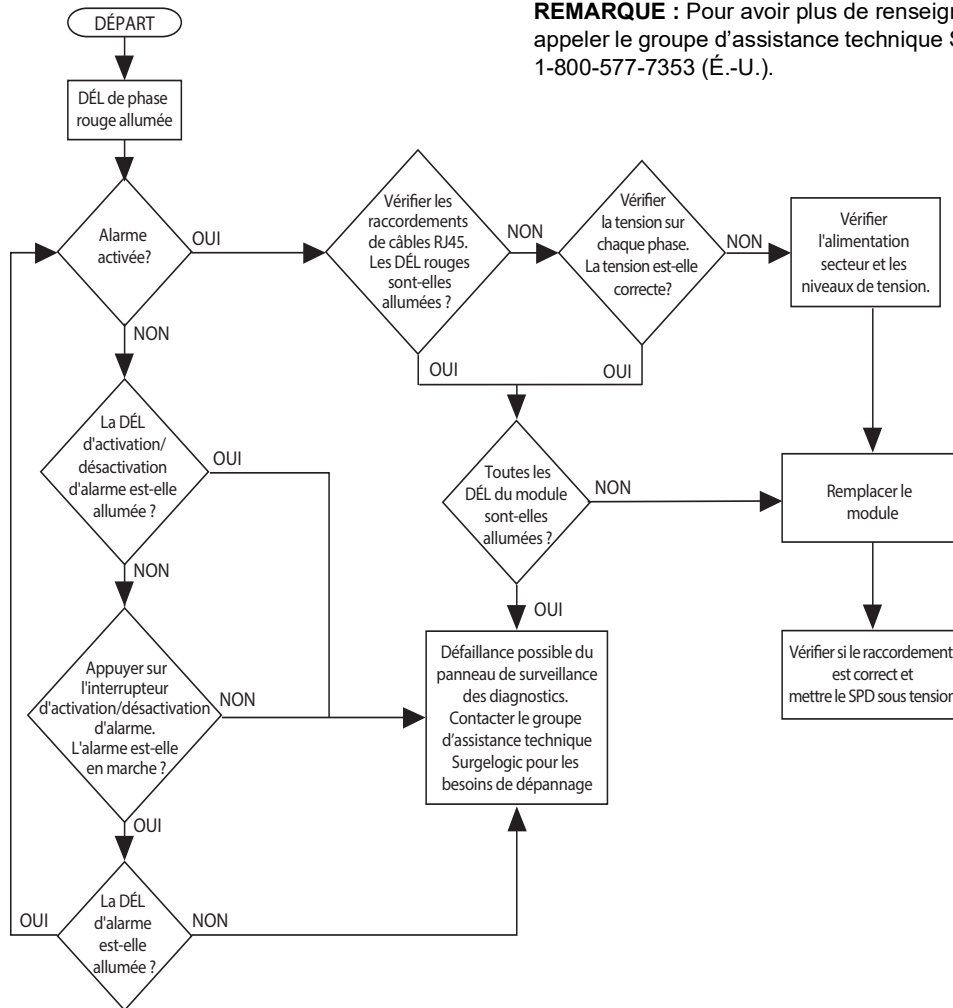 REMARQUE : Pour avoir plus de renseign
appeler le groupe d'assistance technique S
1-800-577-7353 (É.-U.).
DÉPART
DÉL de phase
rouge allumée
Alarme
activée?
OUI
NON
Vérifier les
raccordements
de câbles RJ45.
Les DÉL rouges
sont-elles
allumées ?
NON
OUI
Vérifier
la tension sur
chaque phase.
La tension est-elle
correcte?
NON
OUI
Vérifier
l'alimentation
secteur et les
niveaux de tension.
La DÉL
d'activation/
désactivation
d'alarme est-elle
allumée ?
OUI
NON
Toutes les
DÉL du module
sont-elles
allumées ?
NON
OUI
Remplacer le
module
Appuyer sur
l'interrupteur
d'activation/désactivation
d'alarme.
L'alarme est-elle
en marche ?
NON
OUI
Défaillance possible du
panneau de surveillance
des diagnostics.
Contacter le groupe
d'assistance technique
Surgelogic pour les
besoins de dépannage
Vérifier si le raccordement
est correct et
mettre le SPD sous tension
La DÉL
d'alarme
est-elle
allumée ?
OUI
NON